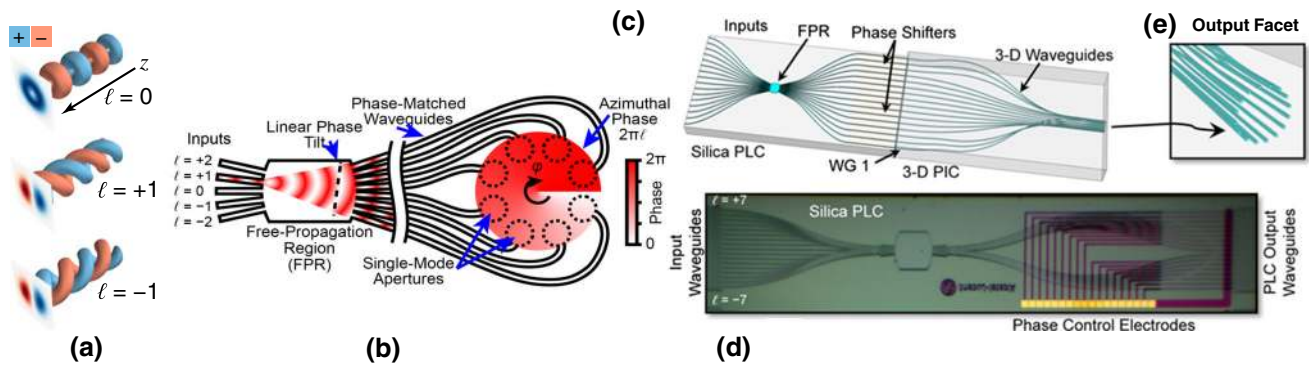 + −
z
ℓ = 0
ℓ = +1
ℓ = −1
(a)
Inputs
ℓ = +2
ℓ = +1
ℓ = 0
ℓ = −1
ℓ = −2
Linear Phase
Tilt
Phase-Matched
Waveguides
Free-Propagation
Region
(FPR)
Single-Mode
Apertures
φ
Azimuthal
Phase
2πℓ
2π
Phase
0
(b)
(c)
Inputs
FPR
Phase Shifters
3-D Waveguides
Silica PLC
WG 1
3-D PIC
(e)
Output Facet
Input
Waveguides
ℓ = +7
Silica PLC
ℓ = −7
Alcatel-Lucent
PLC Output
Waveguides
Phase Control Electrodes
(d)